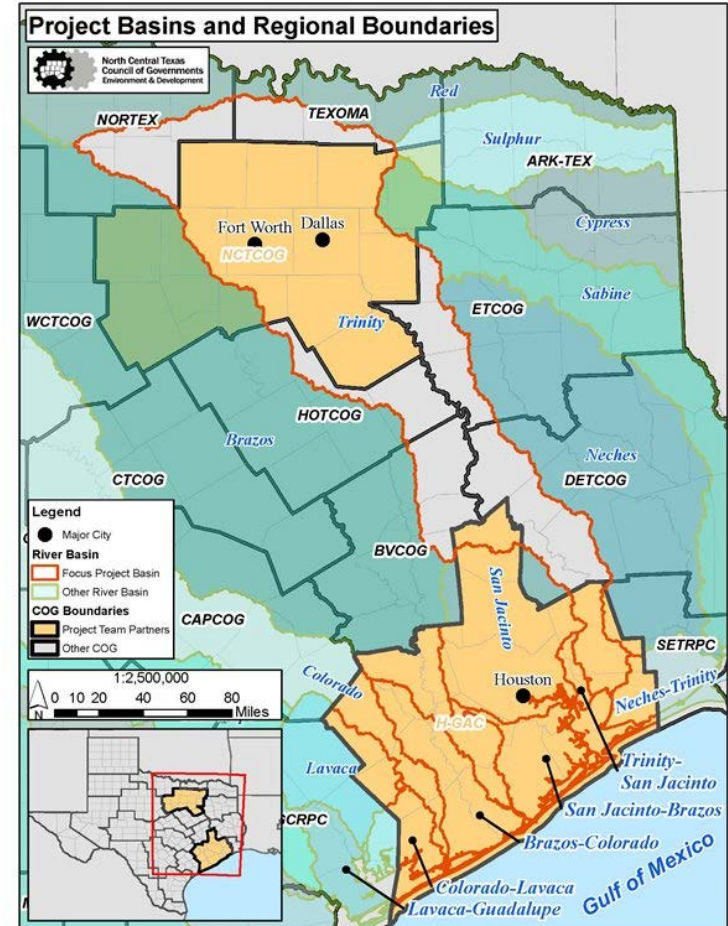 Project Basins and Regional Boundaries
North Central Texas
Council of Governments
Environment & Development
Red
NORTEX
TEXOMA
Sulphur
ARK-TEX
Cypress
Fort Worth
Dallas
NCTCOG
Sabine
ETCOG
WCTCOG
Trinity
HOTCOG
Brazos
Neches
CTCOG
DETCOG
Legend
Major City
River Basin
Focus Project Basin
Other River Basin
COG Boundaries
Project Team Partners
Other COG
BVCOG
San Jacinto
CAPCOG
SETRPC
1:2,500,000
N
0 10 20 40 60 80
Miles
Colorado
Houston
Neches-Trinity
H-GAC
Lavaca
Trinity-
San Jacinto
San Jacinto-Brazos
Brazos-Colorado
Colorado-Lavaca
Lavaca-Guadalupe
Gulf of Mexico